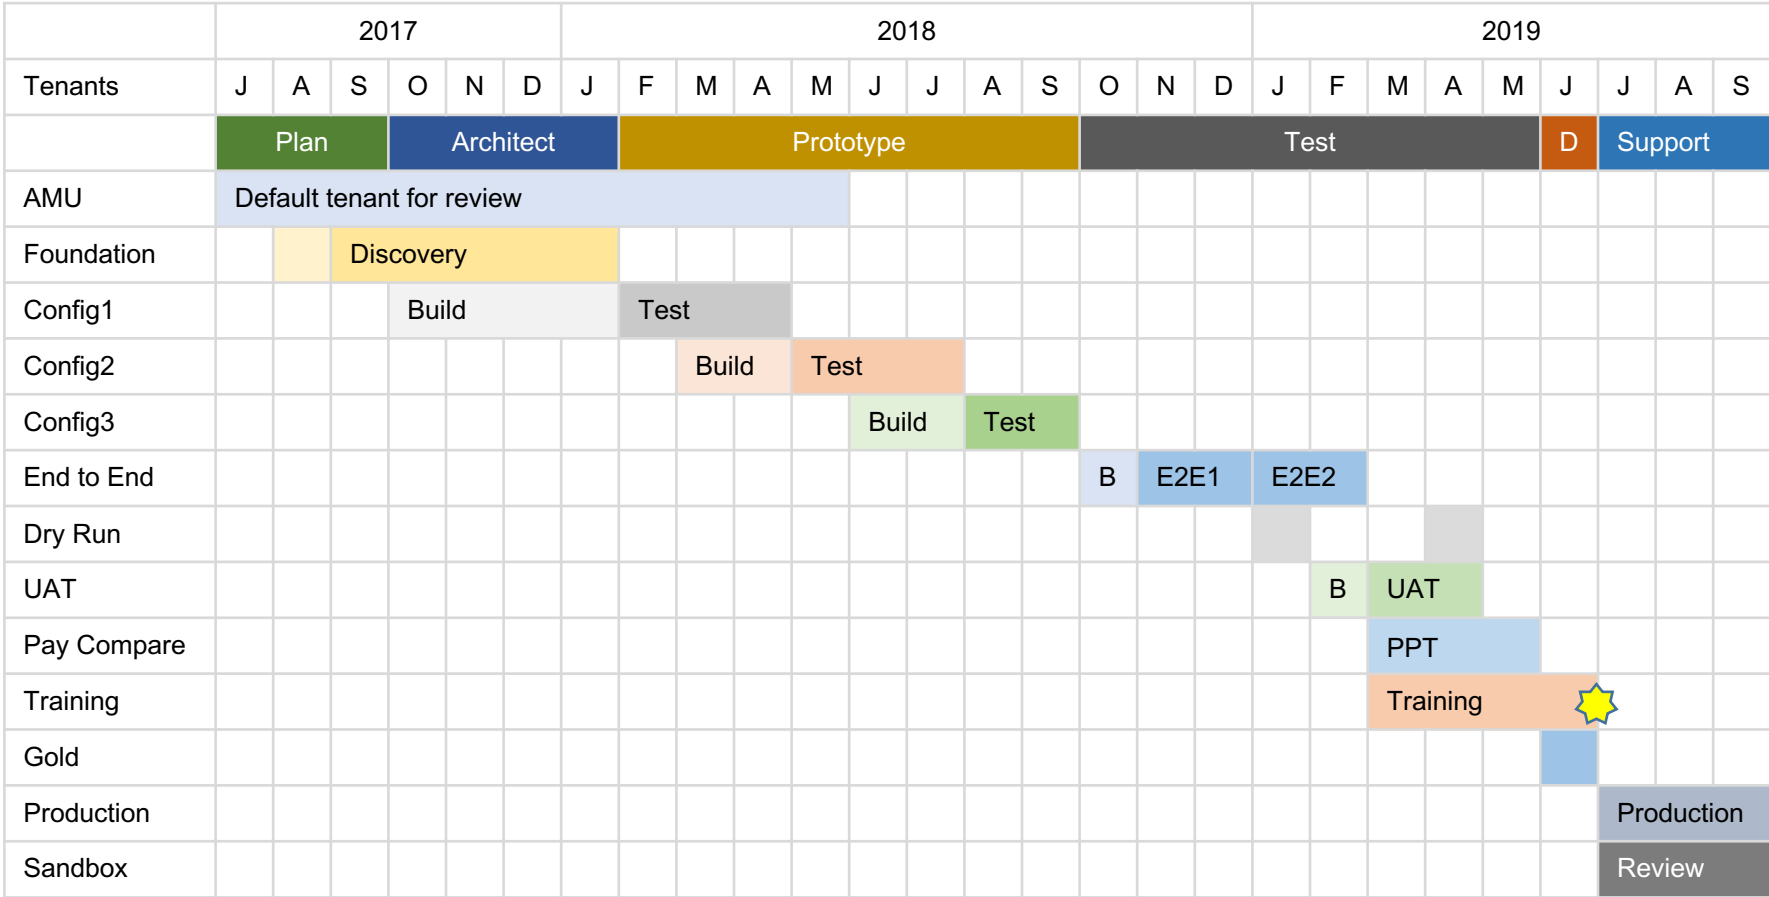 2017 2018 2019
Tenants J A S O N D J F M A M J J A S O N D J F M A M J J A S
Plan Architect Prototype Test D Support
AMU Default tenant for review
Foundation Discovery
Config1 Build Test
Config2 Build Test
Config3 Build Test
End to End B E2E1 E2E2
Dry Run
UAT B UAT
Pay Compare PPT
Training Training
Gold
Production Production
Sandbox Review